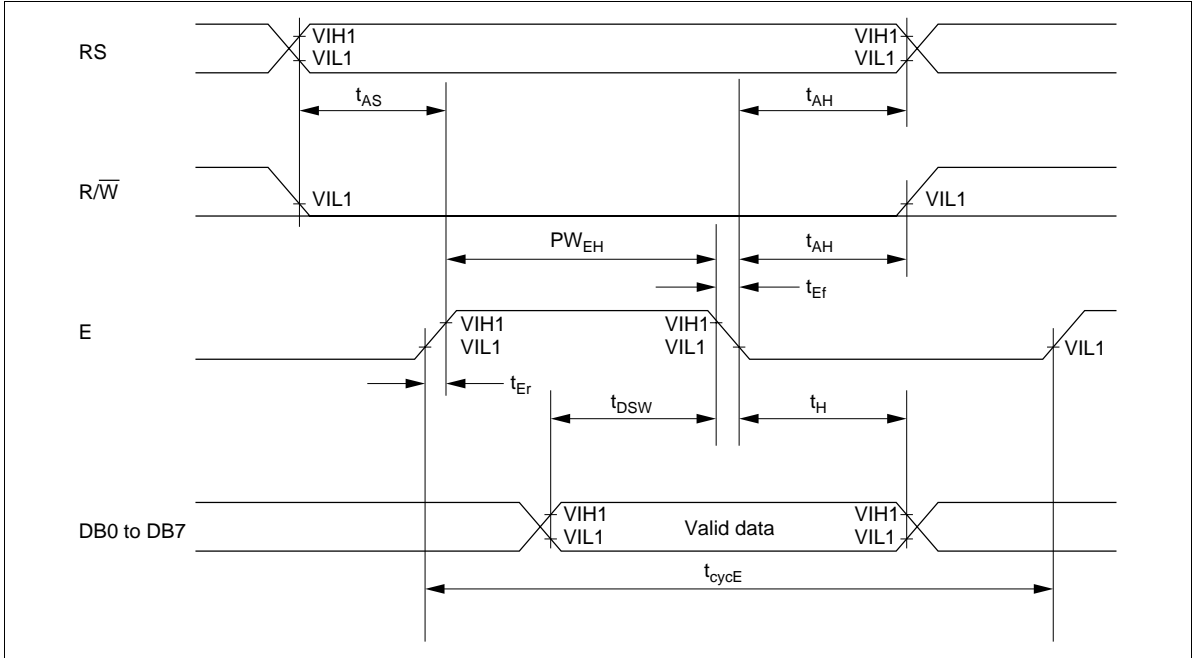 RS
VIH1
VIL1
VIH1
VIL1
tAS
tAH
R/W̅
VIL1
VIL1
PWEH
tAH
tEf
E
VIH1
VIL1
VIH1
VIL1
VIL1
tEr
tDSW
tH
DB0 to DB7
VIH1
VIL1
Valid data
VIH1
VIL1
tcycE